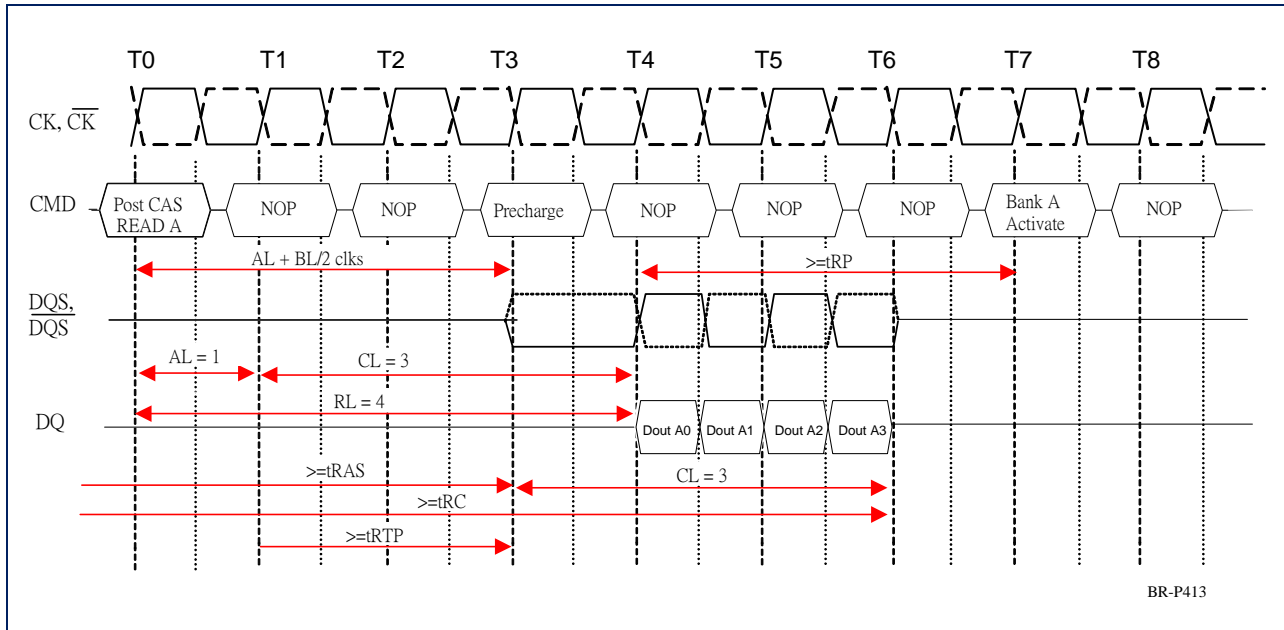 T0 T1 T2 T3 T4 T5 T6 T7 T8
CK, CK
CMD
Post CAS
READ A
NOP
NOP
Precharge
NOP
NOP
NOP
Bank A
Activate
NOP
AL + BL/2 clks
>=tRP
DQS,
DQS
AL = 1
CL = 3
RL = 4
DQ
Dout A0
Dout A1
Dout A2
Dout A3
>=tRAS
CL = 3
>=tRC
>=tRTP
BR-P413